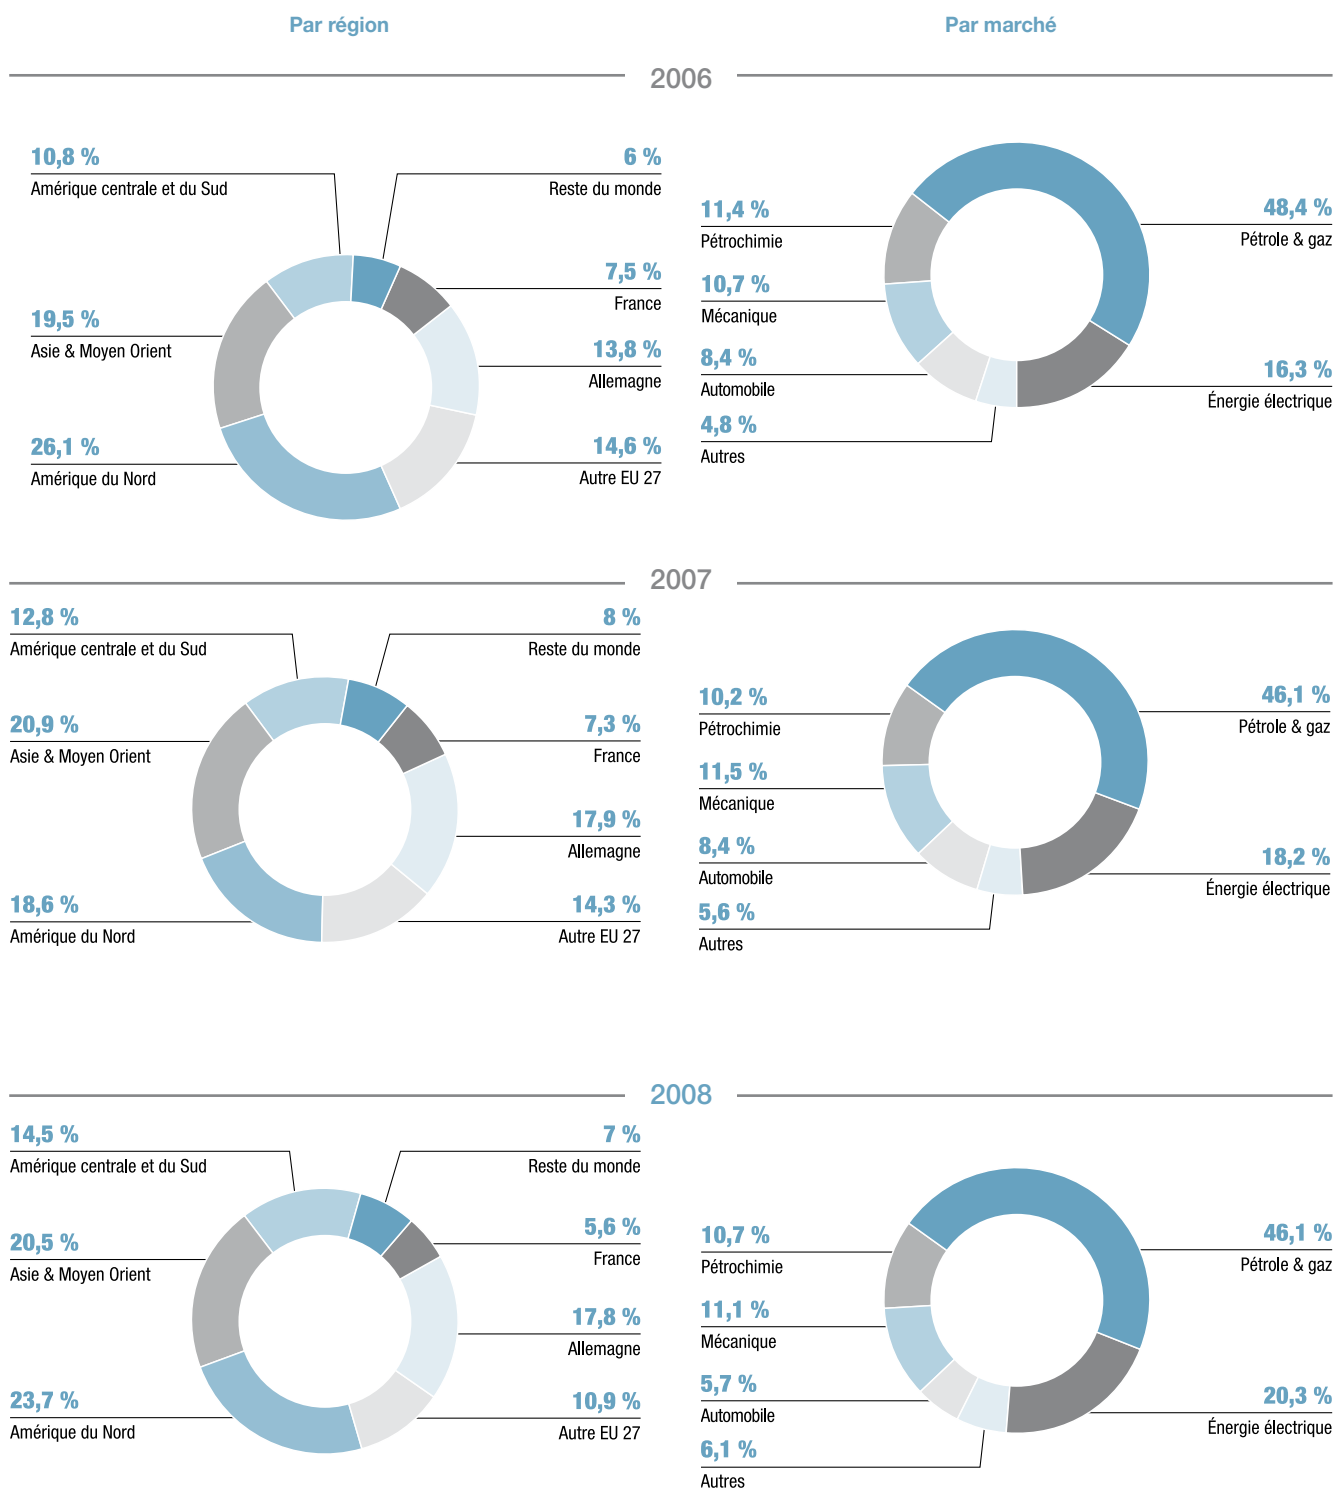 Par région
Par marché
2006
10,8 %
Amérique centrale et du Sud
6 %
Reste du monde
19,5 %
Asie & Moyen Orient
7,5 %
France
13,8 %
Allemagne
26,1 %
Amérique du Nord
14,6 %
Autre EU 27
11,4 %
Pétrochimie
48,4 %
Pétrole & gaz
10,7 %
Mécanique
8,4 %
Automobile
16,3 %
Énergie électrique
4,8 %
Autres
2007
12,8 %
Amérique centrale et du Sud
8 %
Reste du monde
20,9 %
Asie & Moyen Orient
7,3 %
France
17,9 %
Allemagne
18,6 %
Amérique du Nord
14,3 %
Autre EU 27
10,2 %
Pétrochimie
46,1 %
Pétrole & gaz
11,5 %
Mécanique
8,4 %
Automobile
18,2 %
Énergie électrique
5,6 %
Autres
2008
14,5 %
Amérique centrale et du Sud
7 %
Reste du monde
20,5 %
Asie & Moyen Orient
5,6 %
France
17,8 %
Allemagne
23,7 %
Amérique du Nord
10,9 %
Autre EU 27
10,7 %
Pétrochimie
46,1 %
Pétrole & gaz
11,1 %
Mécanique
5,7 %
Automobile
20,3 %
Énergie électrique
6,1 %
Autres